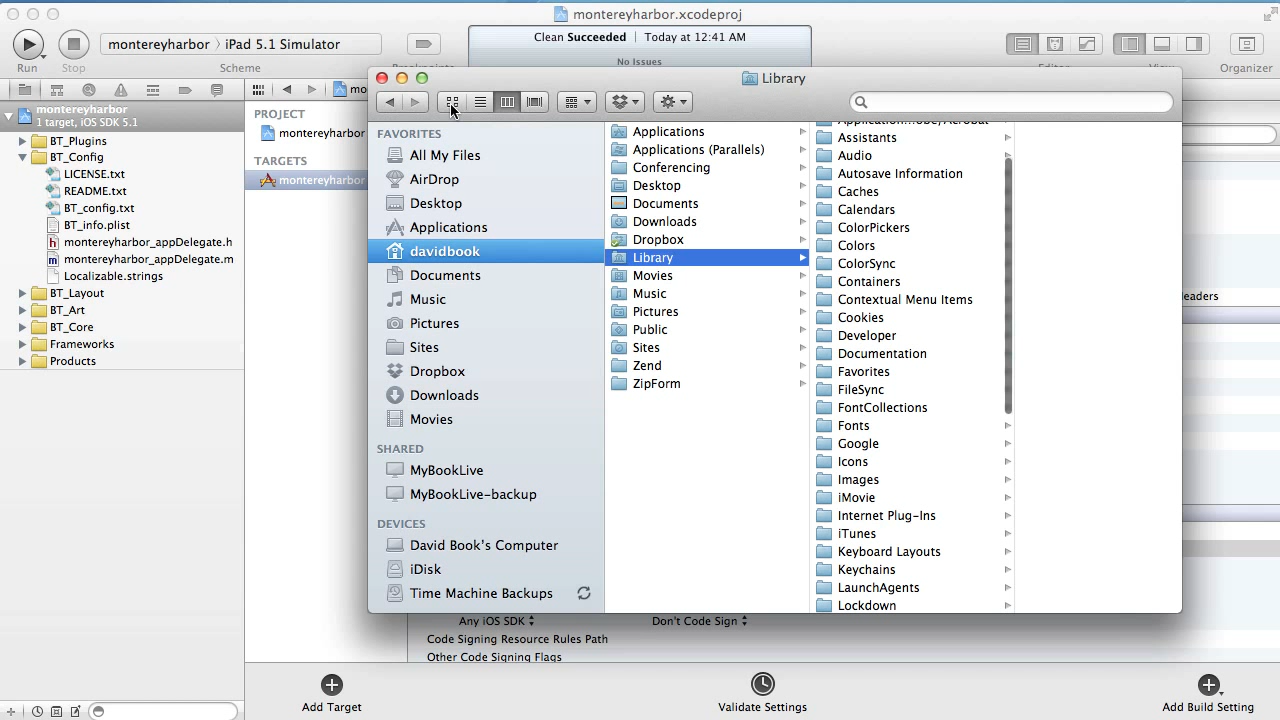 montereyharbor.xcodeproj
montereyharbor 〉 iPad 5.1 Simulator
Clean Succeeded | Today at 12:41 AM
No Issues
Run
Stop
Scheme
Organizer
montereyharbor
1 target, iOS SDK 5.1
BT_Plugins
BT_Config
LICENSE.txt
README.txt
BT_config.txt
BT_info.plist
montereyharbor_appDelegate.h
montereyharbor_appDelegate.m
Localizable.strings
BT_Layout
BT_Art
BT_Core
Frameworks
Products
PROJECT
montereyharbor
TARGETS
montereyharbor
Library
FAVORITES
All My Files
AirDrop
Desktop
Applications
davidbook
Documents
Music
Pictures
Sites
Dropbox
Downloads
Movies
SHARED
MyBookLive
MyBookLive-backup
DEVICES
David Book's Computer
iDisk
Time Machine Backups
Applications
Applications (Parallels)
Conferencing
Desktop
Documents
Downloads
Dropbox
Library
Movies
Music
Pictures
Public
Sites
Zend
ZipForm
Assistants
Audio
Autosave Information
Caches
Calendars
ColorPickers
Colors
ColorSync
Containers
Contextual Menu Items
Cookies
Developer
Documentation
Favorites
FileSync
FontCollections
Fonts
Google
Icons
Images
iMovie
Internet Plug-Ins
iTunes
Keyboard Layouts
Keychains
LaunchAgents
Lockdown
eaders
Any iOS SDK
Don't Code Sign
Code Signing Resource Rules Path
Other Code Signing Flags
Add Target
Validate Settings
Add Build Setting